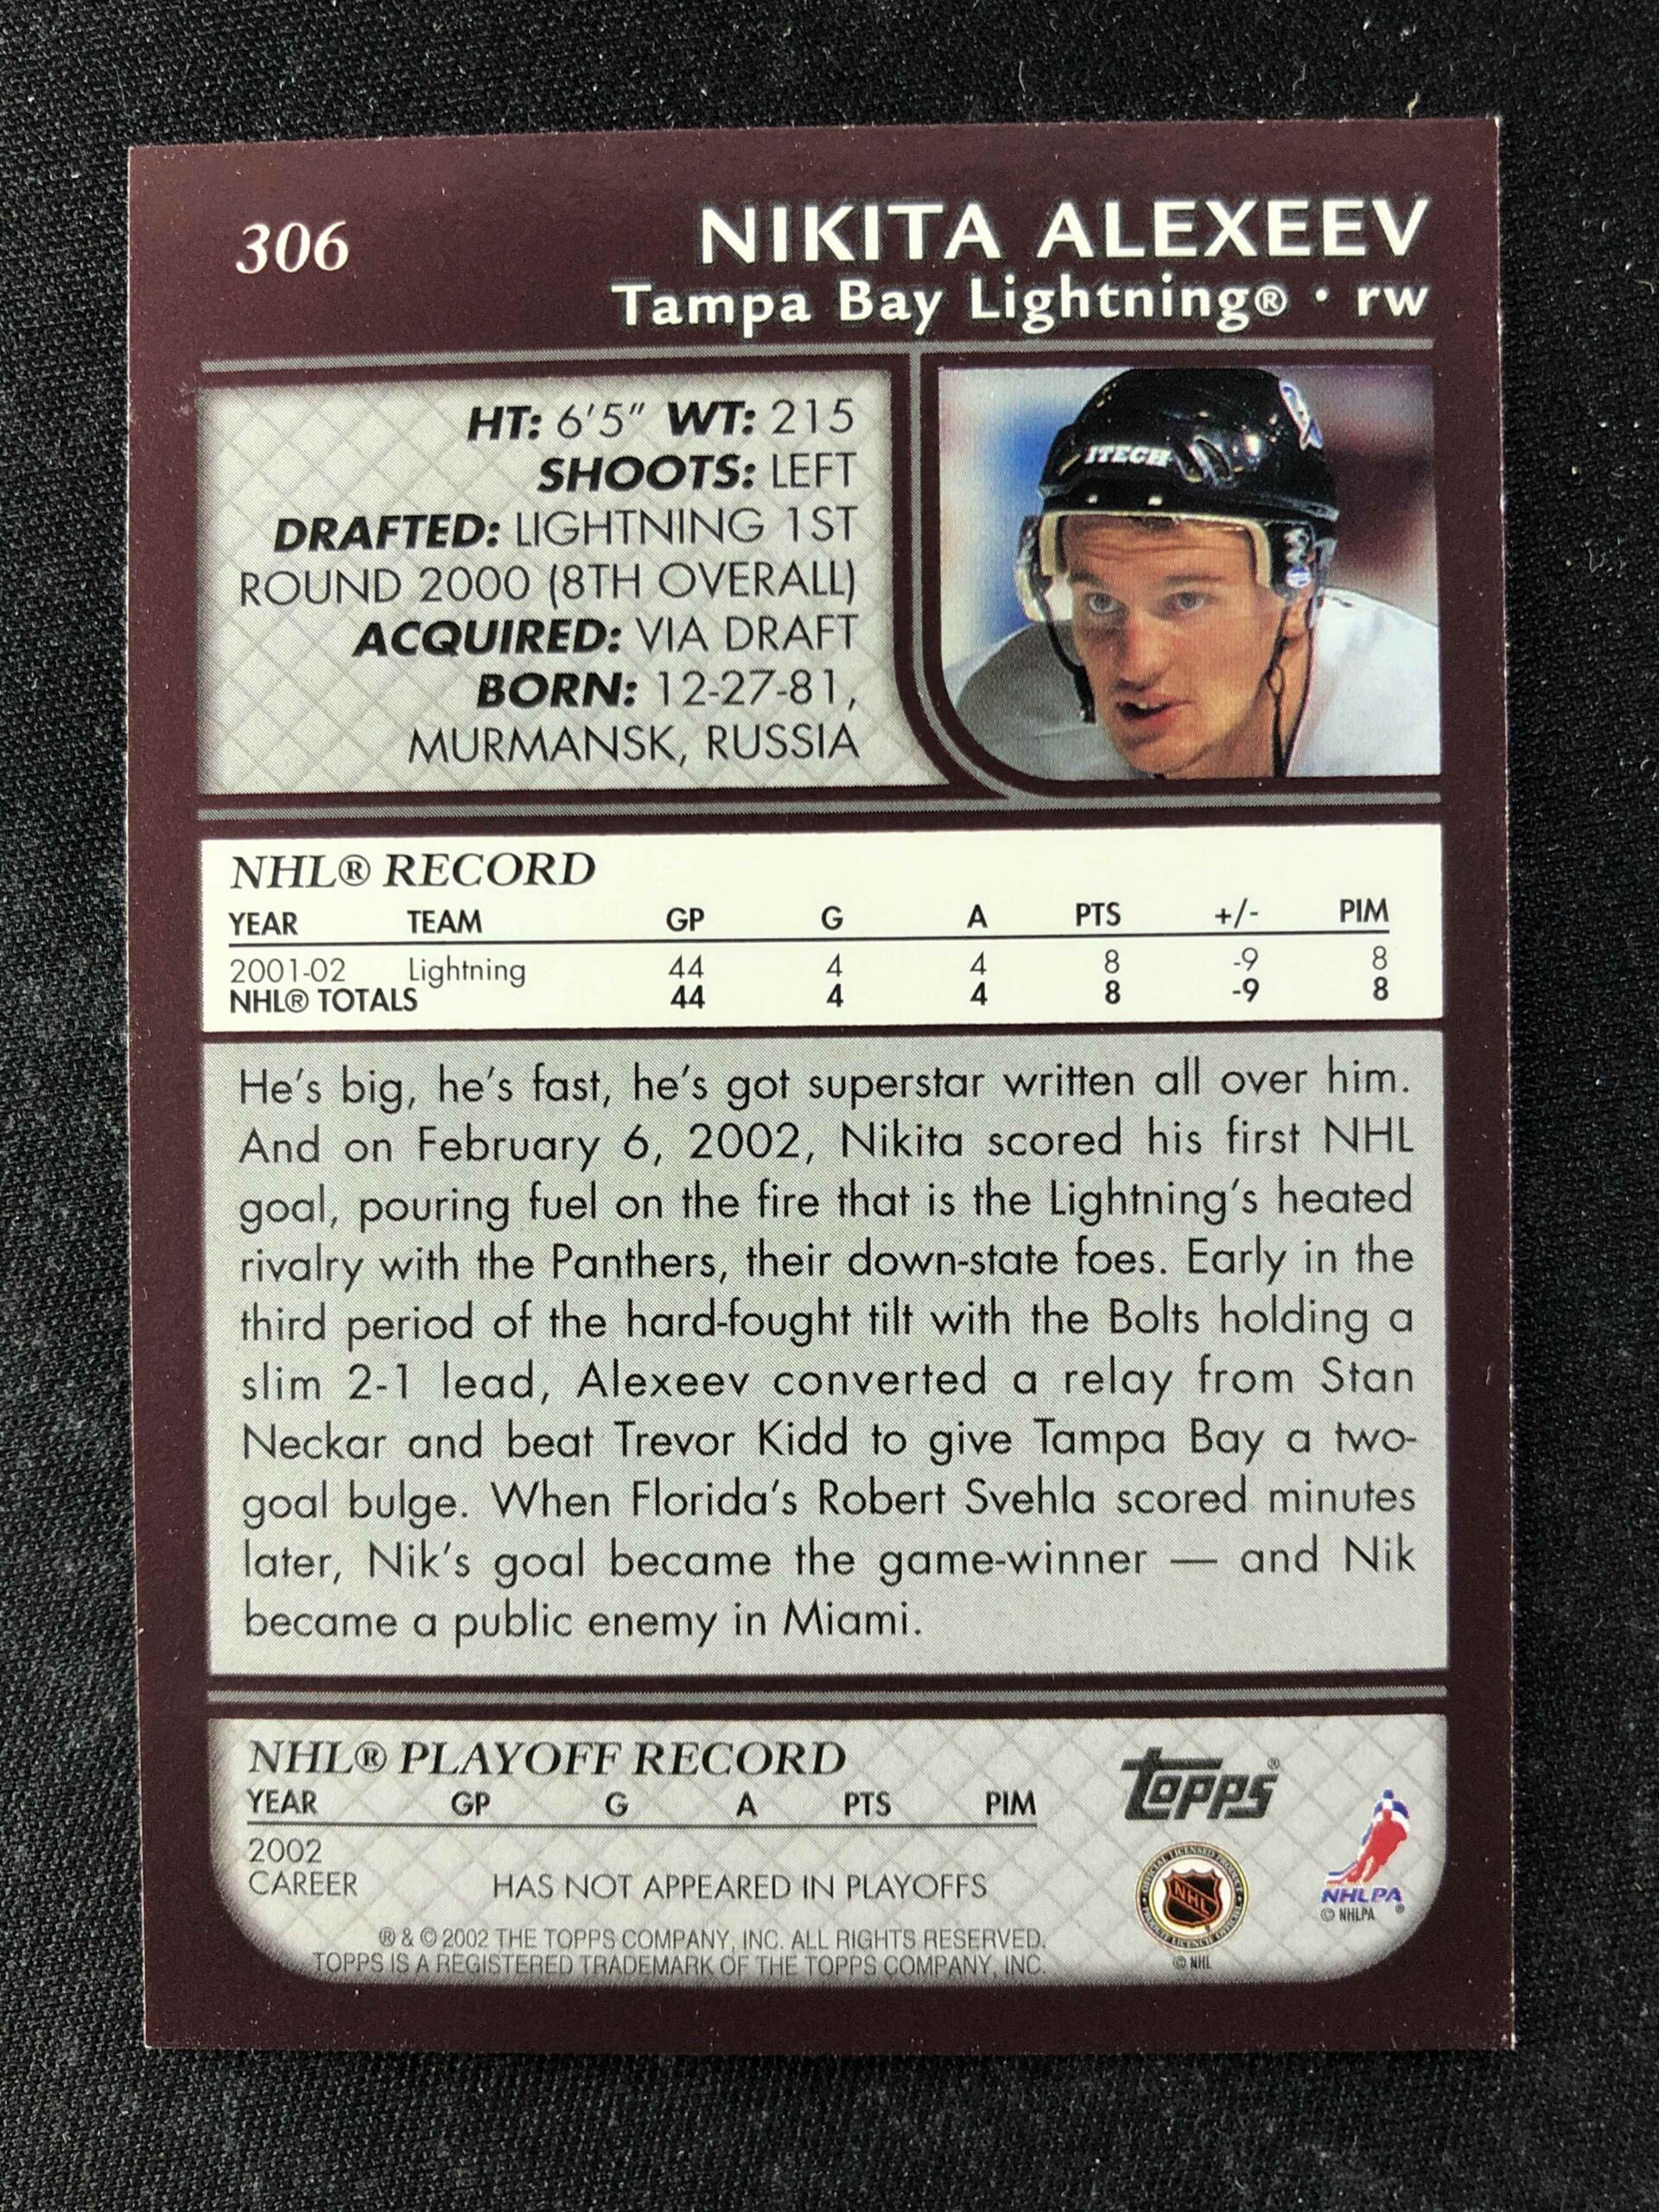 306
NIKITA ALEXEEV
Tampa Bay Lightning® • rw
HT: 6'5" WT: 215
SHOOTS: LEFT
DRAFTED: LIGHTNING 1ST
ROUND 2000 (8TH OVERALL)
ACQUIRED: VIA DRAFT
BORN: 12-27-81,
MURMANSK, RUSSIA
ITECH
NHL® RECORD
YEAR TEAM GP G A PTS +/- PIM
2001-02 Lightning 44 4 4 8 -9 8
NHL® TOTALS 44 4 4 8 -9 8
He's big, he's fast, he's got superstar written all over him.
And on February 6, 2002, Nikita scored his first NHL
goal, pouring fuel on the fire that is the Lightning's heated
rivalry with the Panthers, their down-state foes. Early in the
third period of the hard-fought tilt with the Bolts holding a
slim 2-1 lead, Alexeev converted a relay from Stan
Neckar and beat Trevor Kidd to give Tampa Bay a two-
goal bulge. When Florida's Robert Svehla scored minutes
later, Nik's goal became the game-winner — and Nik
became a public enemy in Miami.
NHL® PLAYOFF RECORD
YEAR GP G A PTS PIM
2002
CAREER HAS NOT APPEARED IN PLAYOFFS
® & © 2002 THE TOPPS COMPANY, INC. ALL RIGHTS RESERVED.
TOPPS IS A REGISTERED TRADEMARK OF THE TOPPS COMPANY, INC.
Topps®
NHL
© NHL
NHLPA®
© NHLPA